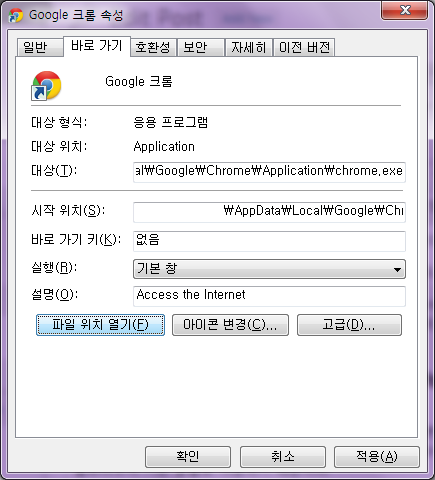 Google 크롬 속성
일반 바로 가기 호환성 보안 자세히 이전 버전
Google 크롬
대상 형식: 응용 프로그램
대상 위치: Application
대상(T): al₩Google₩Chrome₩Application₩chrome.exe
시작 위치(S): ₩AppData₩Local₩Google₩Chr
바로 가기 키(K): 없음
실행(R): 기본 창
설명(O): Access the Internet
파일 위치 열기(F) 아이콘 변경(C)... 고급(D)...
확인 취소 적용(A)